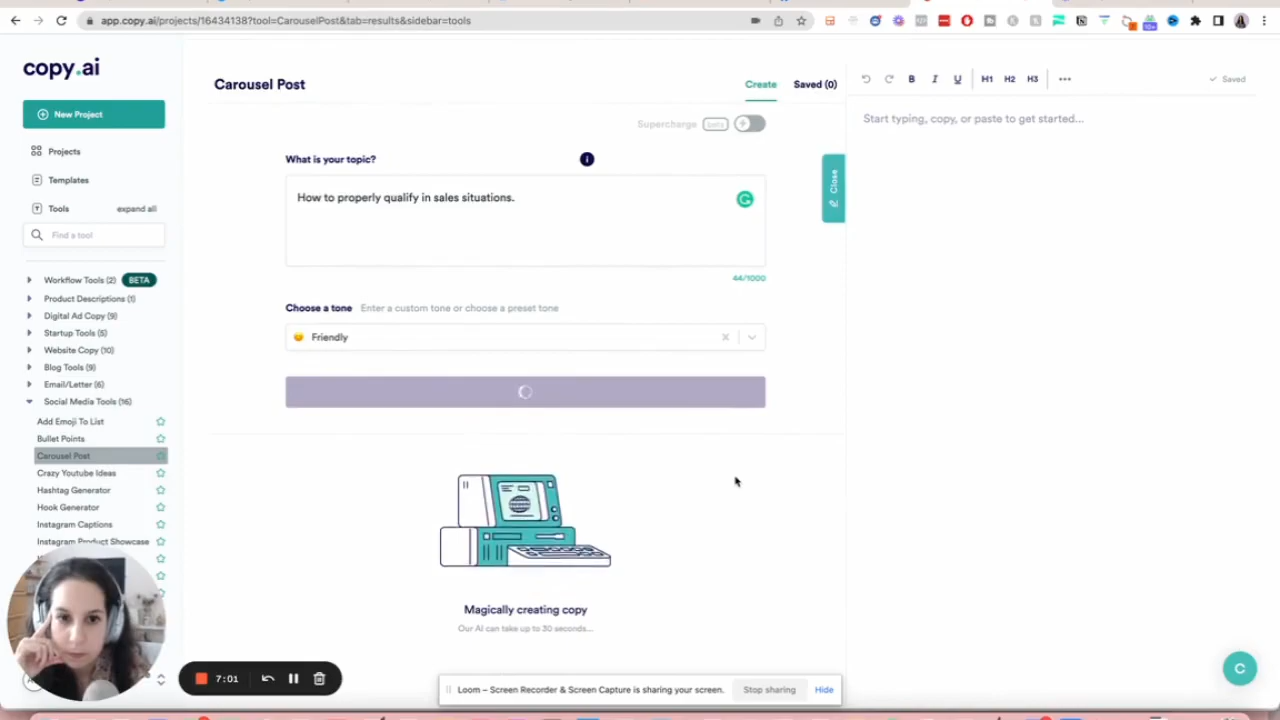 app.copy.ai/projects/16434138?tool=CarouselPost&tab=results&sidebar=tools
copy.ai
New Project
Projects
Templates
Tools
expand all
Find a tool
Workflow Tools (2) BETA
Product Descriptions (1)
Digital Ad Copy (9)
Startup Tools (5)
Website Copy (10)
Blog Tools (9)
Email/Letter (6)
Social Media Tools (16)
Add Emoji To List
Bullet Points
Carousel Post
Crazy Youtube Ideas
Hashtag Generator
Hook Generator
Instagram Captions
Instagram Product Showcase
7:01
Carousel Post
Create
Saved (0)
Supercharge beta
What is your topic?
How to properly qualify in sales situations.
44/1000
Choose a tone Enter a custom tone or choose a preset tone
Friendly
Magically creating copy
Our AI can take up to 30 seconds...
Close
B I U H1 H2 H3
Saved
Start typing, copy, or paste to get started...
Loom – Screen Recorder & Screen Capture is sharing your screen.
Stop sharing
Hide
C